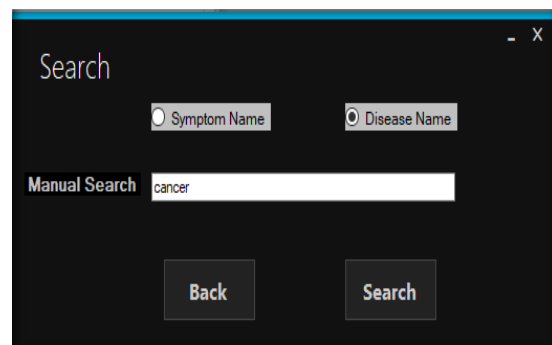 _ X
Search
Symptom Name Disease Name
Manual Search cancer
Back Search